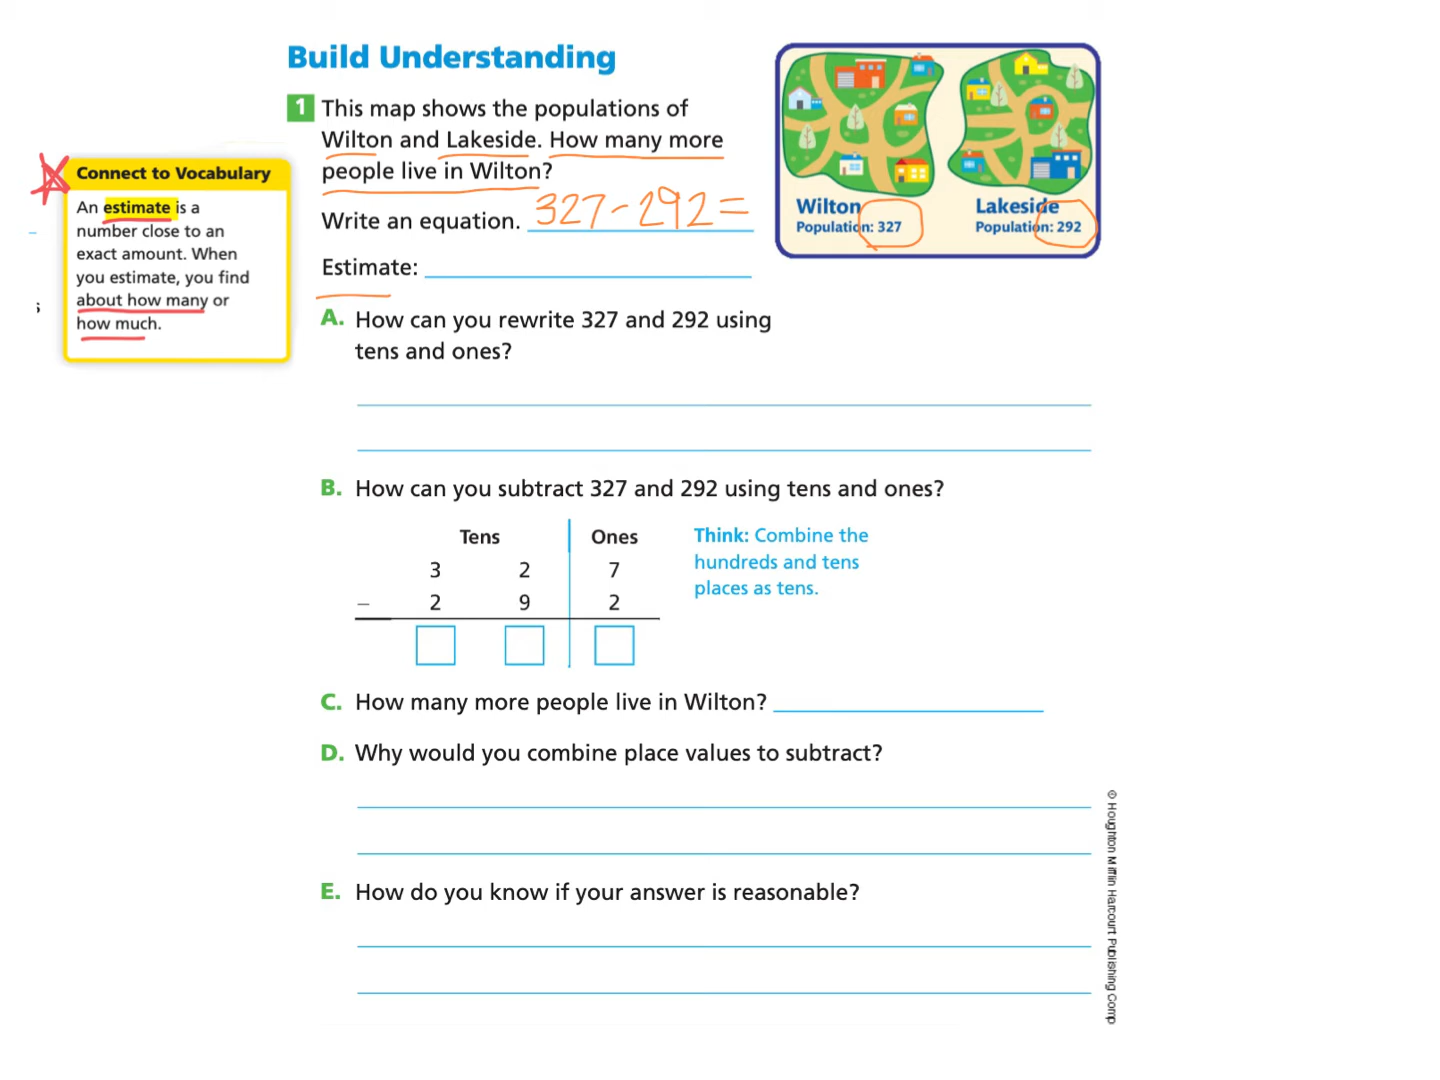 Build Understanding
1 This map shows the populations of
Wilton and Lakeside. How many more
people live in Wilton?
Write an equation. 327-292=
Estimate:
Wilton
Population: 327
Lakeside
Population: 292
Connect to Vocabulary
An estimate is a
number close to an
exact amount. When
you estimate, you find
about how many or
how much.
A. How can you rewrite 327 and 292 using
tens and ones?
B. How can you subtract 327 and 292 using tens and ones?
Tens Ones
3 2 7
− 2 9 2
Think: Combine the
hundreds and tens
places as tens.
C. How many more people live in Wilton?
D. Why would you combine place values to subtract?
E. How do you know if your answer is reasonable?
© Houghton Mifflin Harcourt Publishing Comp